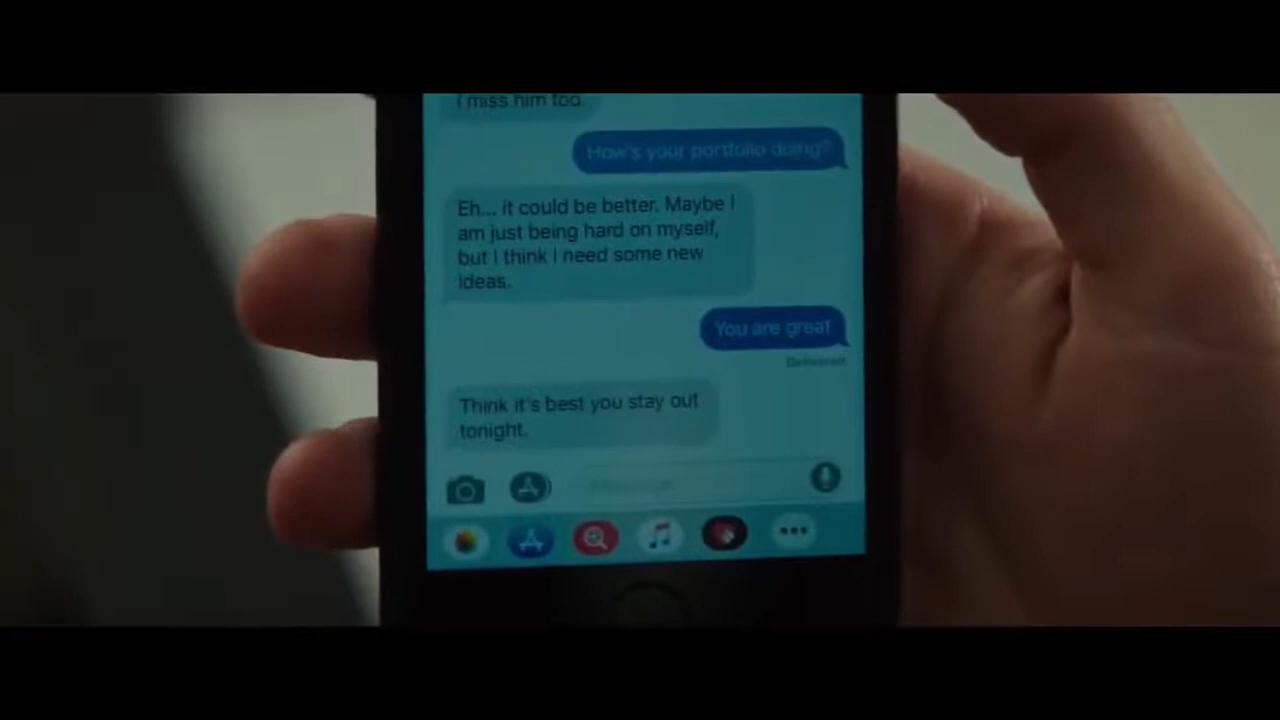 I miss him too.
How's your portfolio doing?
Eh... it could be better. Maybe I
am just being hard on myself,
but I think I need some new
ideas.
You are great
Delivered
Think it's best you stay out
tonight.